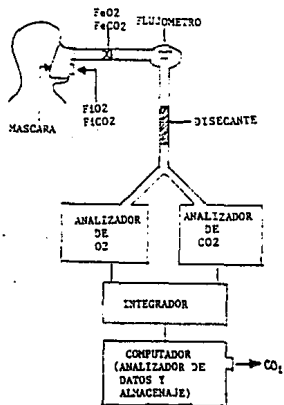 FeO2
FeCO2
FLUJOMETRO
FiO2
FiCO2
MASCARA
DISECANTE
ANALIZADOR
DE
O2
ANALIZADOR
DE
CO2
INTEGRADOR
COMPUTADOR
(ANALIZADOR DE
DATOS Y
ALMACENAJE)